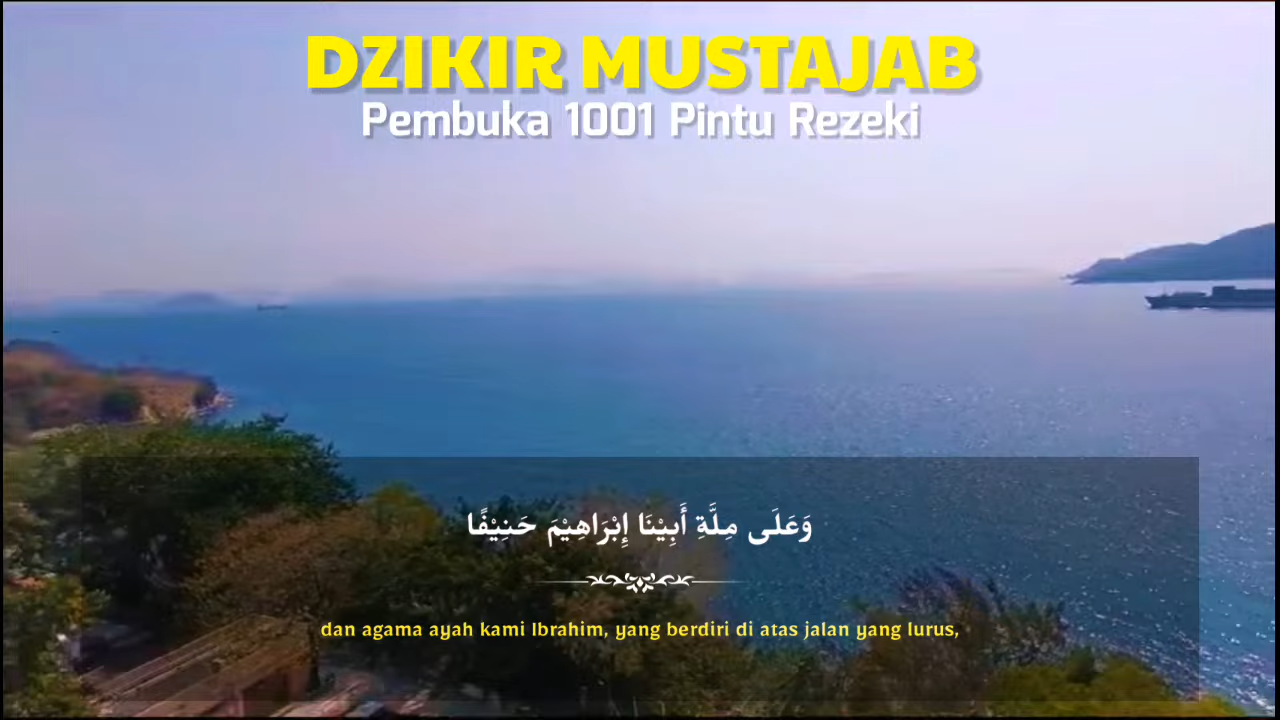 DZIKIR MUSTAJAB
Pembuka 1001 Pintu Rezeki
وَعَلَى مِلَّةِ أَبِيْنَا إِبْرَاهِيْمَ حَنِيْفًا
dan agama ayah kami Ibrahim, yang berdiri di atas jalan yang lurus,